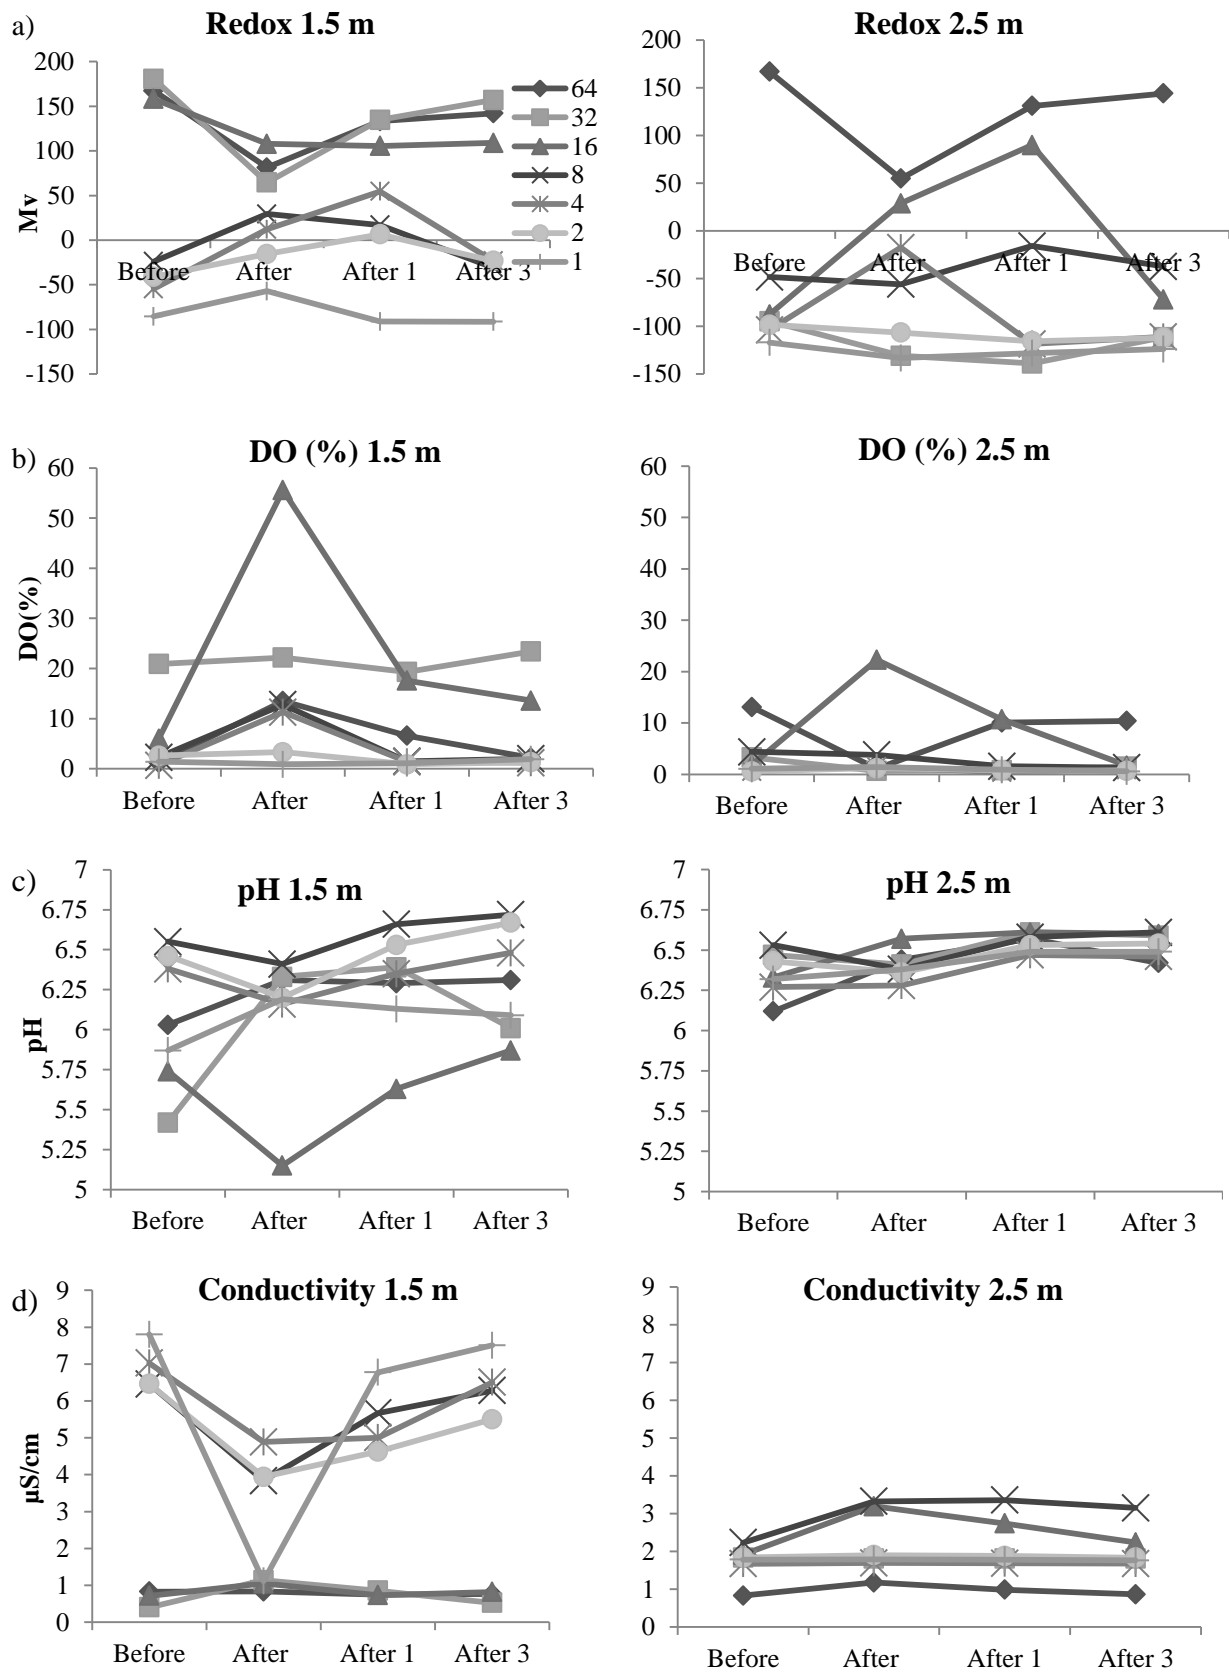 a)
Redox 1.5 m
200
150
100
50
0
-50
-100
-150
Mv
Before
After
After 1
After 3
64
32
16
8
4
2
1
Redox 2.5 m
200
150
100
50
0
-50
-100
-150
Before
After
After 1
After 3
b)
DO (%) 1.5 m
60
50
40
30
20
10
0
DO(%)
Before
After
After 1
After 3
DO (%) 2.5 m
60
50
40
30
20
10
0
Before
After
After 1
After 3
c)
pH 1.5 m
7
6.75
6.5
6.25
6
5.75
5.5
5.25
5
pH
Before
After
After 1
After 3
pH 2.5 m
7
6.75
6.5
6.25
6
5.75
5.5
5.25
5
Before
After
After 1
After 3
d)
Conductivity 1.5 m
9
8
7
6
5
4
3
2
1
0
µS/cm
Before
After
After 1
After 3
Conductivity 2.5 m
9
8
7
6
5
4
3
2
1
0
Before
After
After 1
After 3